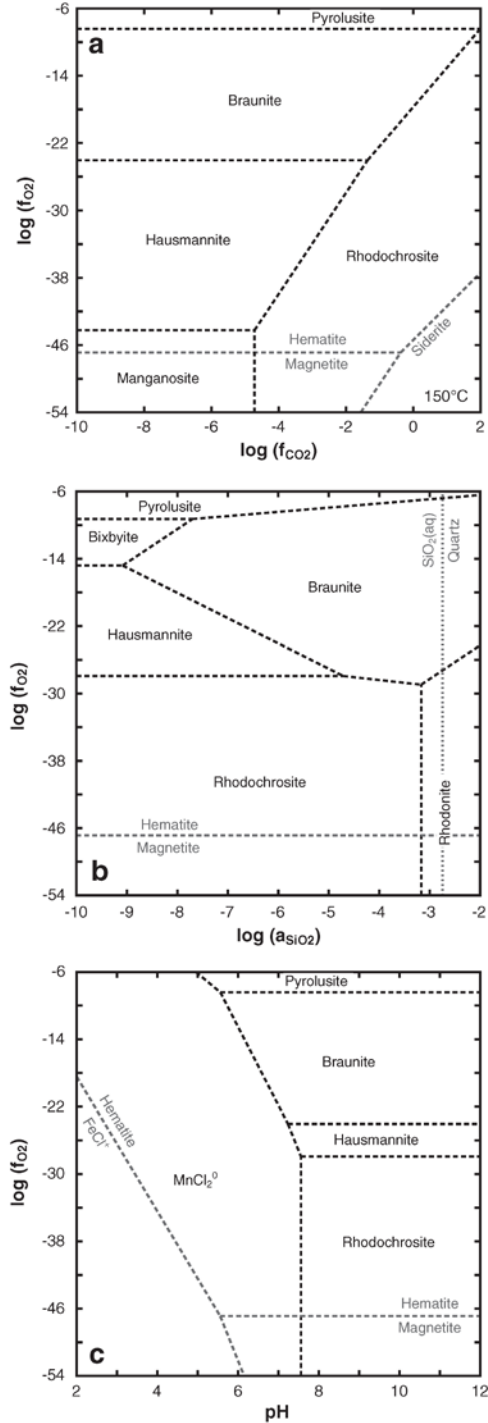 -6
Pyrolusite
a
Braunite
-14
-22
log (fO2)
-30
Hausmannite
Rhodochrosite
-38
Hematite
Siderite
-46
Magnetite
Manganosite
150°C
-54
-10 -8 -6 -4 -2 0 2
log (fCO2)
-6
Pyrolusite
Bixbyite
SiO2(aq)
Quartz
-14
Braunite
-22
Hausmannite
log (fO2)
-30
-38
Rhodochrosite
Rhodonite
Hematite
-46
Magnetite
b
-54
-10 -9 -8 -7 -6 -5 -4 -3 -2
log (aSiO2)
-6
Pyrolusite
-14
Braunite
Hematite
FeCl+
-22
Hausmannite
log (fO2)
MnCl2^0
-30
Rhodochrosite
-38
Hematite
-46
Magnetite
c
-54
2 4 6 8 10 12
pH